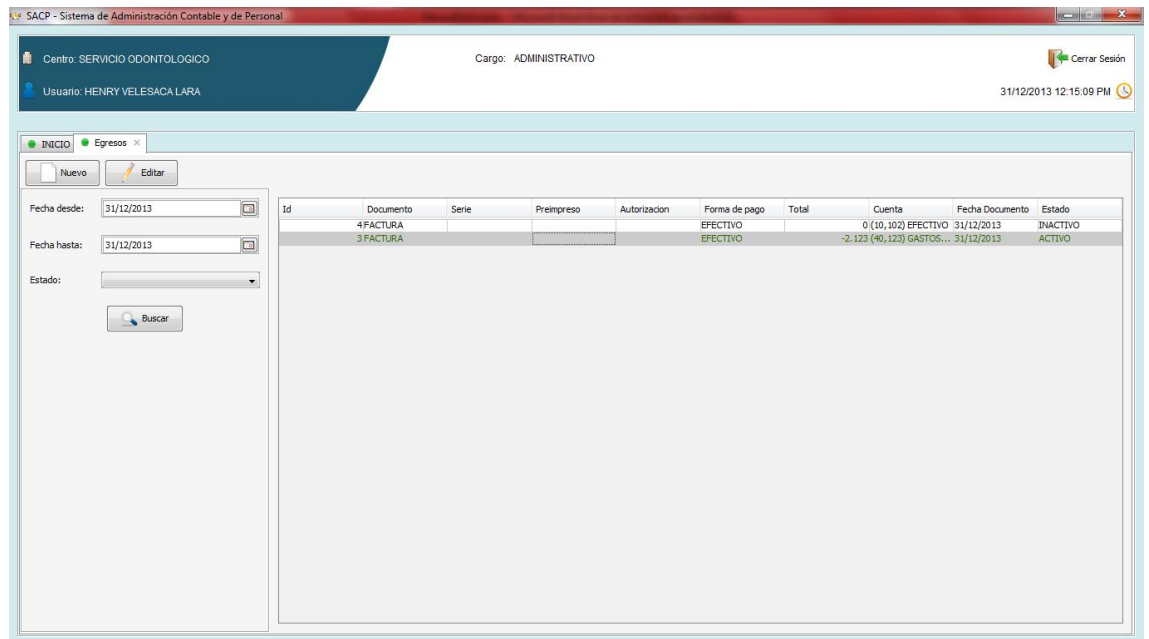 SACP - Sistema de Administración Contable y de Personal
Centro: SERVICIO ODONTOLOGICO
Cargo: ADMINISTRATIVO
Cerrar Sesión
Usuario: HENRY VELESACA LARA
31/12/2013 12:15:09 PM
INICIO Egresos
Nuevo Editar
Fecha desde: 31/12/2013
Fecha hasta: 31/12/2013
Estado:
Buscar
Id Documento Serie Preimpreso Autorizacion Forma de pago Total Cuenta Fecha Documento Estado
4 FACTURA EFECTIVO 0 (10,102) EFECTIVO 31/12/2013 INACTIVO
3 FACTURA EFECTIVO -2.123 (40,123) GASTOS... 31/12/2013 ACTIVO